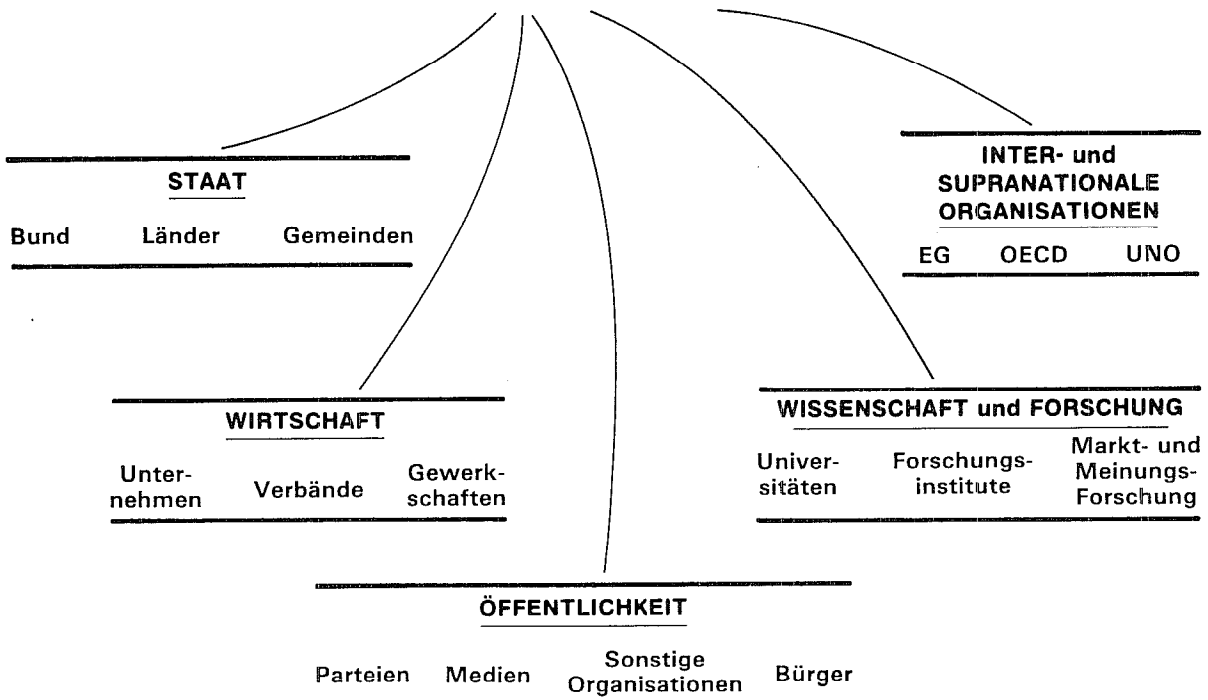 STAAT
Bund Länder Gemeinden
INTER- und
SUPRANATIONALE
ORGANISATIONEN
EG OECD UNO
WIRTSCHAFT
Unter-
nehmen
Verbände
Gewerk-
schaften
WISSENSCHAFT und FORSCHUNG
Univer-
sitäten
Forschungs-
institute
Markt- und
Meinungs-
Forschung
ÖFFENTLICHKEIT
Parteien Medien
Sonstige
Organisationen
Bürger